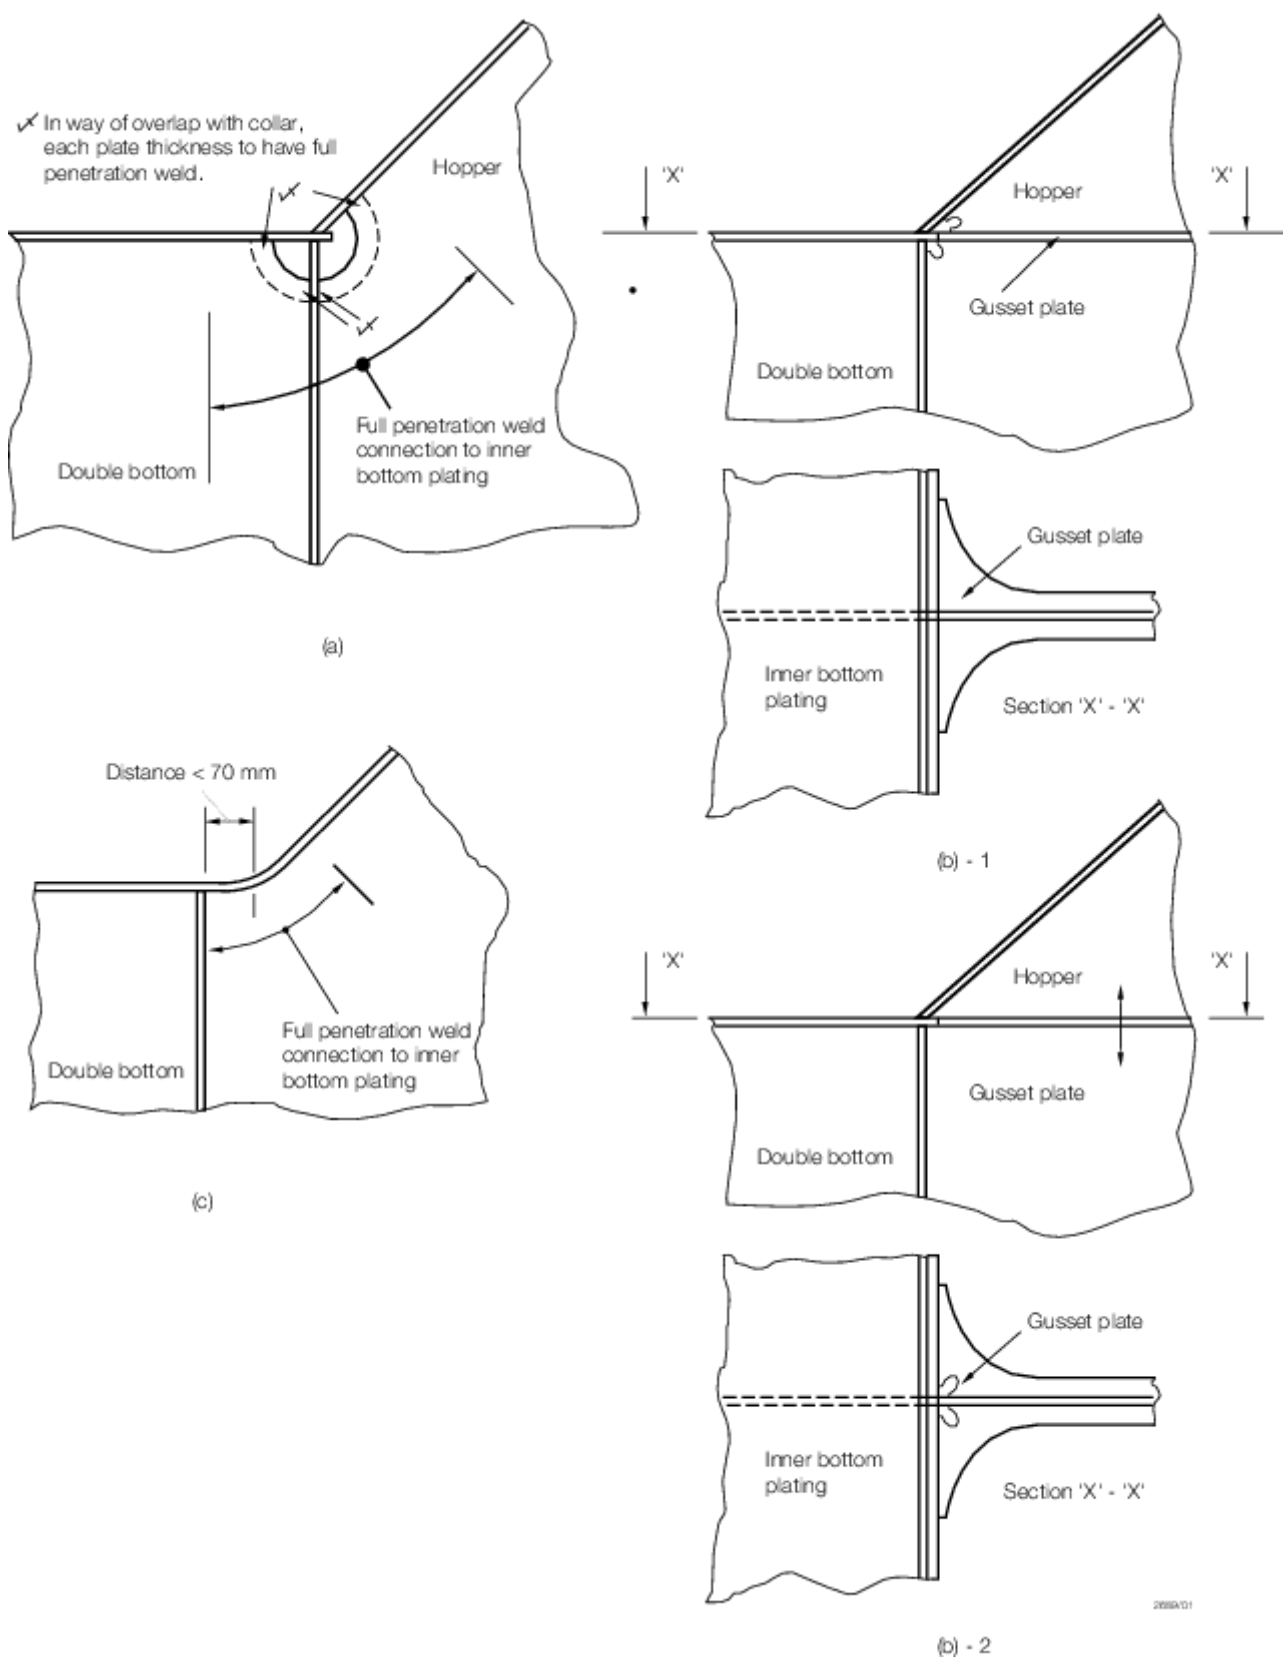 In way of overlap with collar,
each plate thickness to have full
penetration weld.
Hopper
Full penetration weld
connection to inner
bottom plating
Double bottom
(a)
Distance < 70 mm
Full penetration weld
connection to inner
bottom plating
Double bottom
(c)
'X'
'X'
Hopper
Gusset plate
Double bottom
Gusset plate
Inner bottom
plating
Section 'X' - 'X'
(b) - 1
'X'
'X'
Hopper
Gusset plate
Double bottom
Gusset plate
Inner bottom
plating
Section 'X' - 'X'
(b) - 2